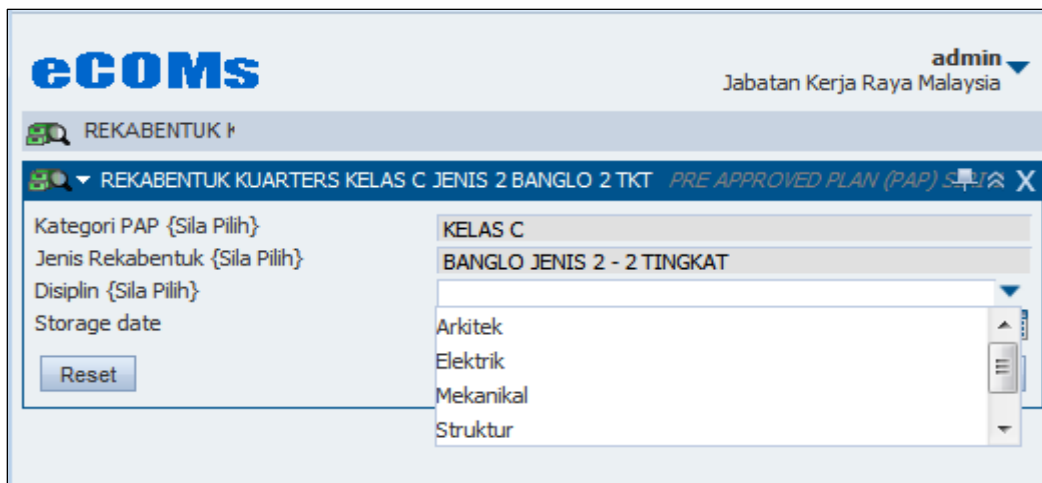 eCOMs
admin
Jabatan Kerja Raya Malaysia
REKABENTUK
REKABENTUK KUARTERS KELAS C JENIS 2 BANGLO 2 TKT PRE APPROVED PLAN (PAP)
Kategori PAP {Sila Pilih} KELAS C
Jenis Rekabentuk {Sila Pilih} BANGLO JENIS 2 - 2 TINGKAT
Disiplin {Sila Pilih}
Storage date
Arkitek
Elektrik
Mekanikal
Struktur
Reset